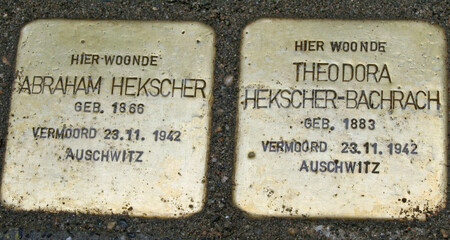 HIER WOONDE
ABRAHAM HEKSCHER
GEB. 1866
VERMOORD 23.11.1942
AUSCHWITZ
HIER WOONDE
THEODORA
HEKSCHER-BACHRACH
GEB. 1883
VERMOORD 23.11.1942
AUSCHWITZ